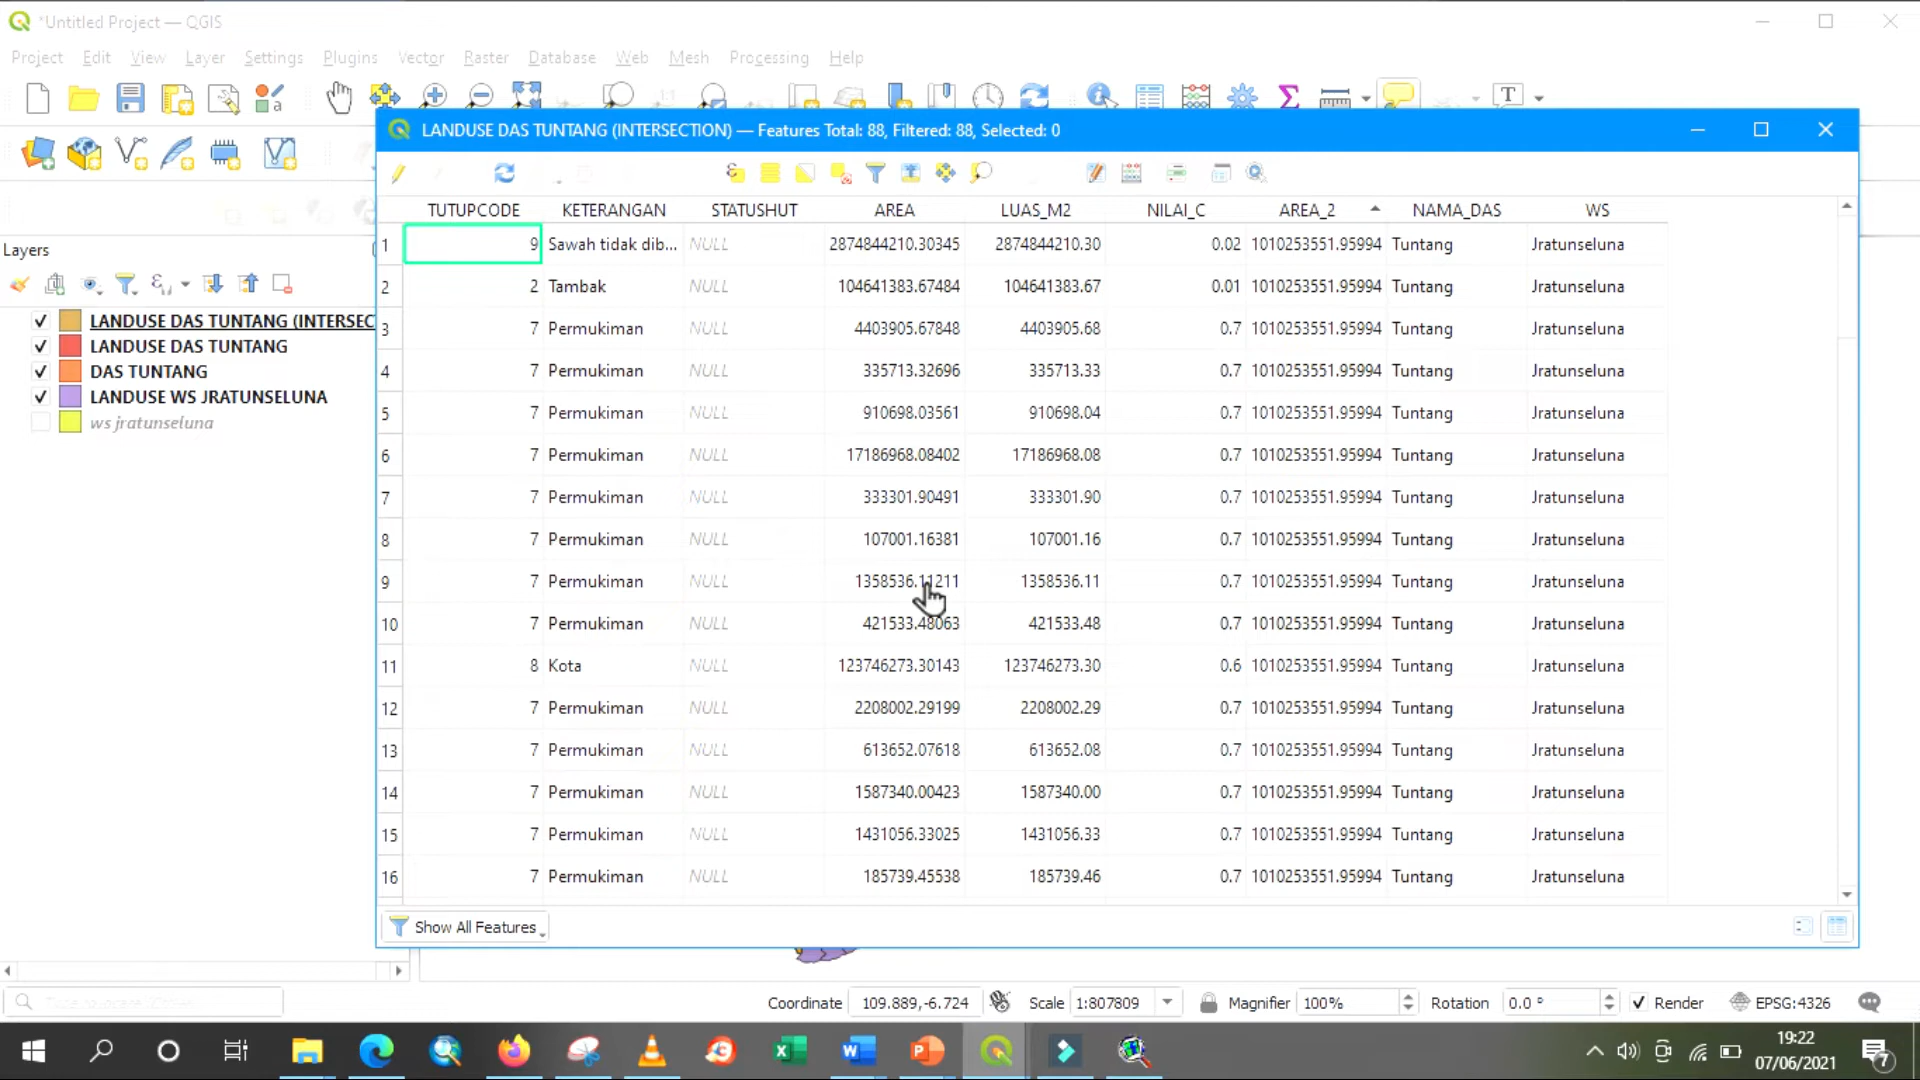 *Untitled Project — QGIS
Project Edit View Layer Settings Plugins Vector Raster Database Web Mesh Processing Help
LANDUSE DAS TUNTANG (INTERSECTION) — Features Total: 88, Filtered: 88, Selected: 0
TUTUPCODE KETERANGAN STATUSHUT AREA LUAS_M2 NILAI_C AREA_2 NAMA_DAS WS
1 9 Sawah tidak dib... NULL 2874844210.30345 2874844210.30 0.02 1010253551.95994 Tuntang Jratunseluna
2 2 Tambak NULL 104641383.67484 104641383.67 0.01 1010253551.95994 Tuntang Jratunseluna
3 7 Permukiman NULL 4403905.67848 4403905.68 0.7 1010253551.95994 Tuntang Jratunseluna
4 7 Permukiman NULL 335713.32696 335713.33 0.7 1010253551.95994 Tuntang Jratunseluna
5 7 Permukiman NULL 910698.03561 910698.04 0.7 1010253551.95994 Tuntang Jratunseluna
6 7 Permukiman NULL 17186968.08402 17186968.08 0.7 1010253551.95994 Tuntang Jratunseluna
7 7 Permukiman NULL 333301.90491 333301.90 0.7 1010253551.95994 Tuntang Jratunseluna
8 7 Permukiman NULL 107001.16381 107001.16 0.7 1010253551.95994 Tuntang Jratunseluna
9 7 Permukiman NULL 1358536.11211 1358536.11 0.7 1010253551.95994 Tuntang Jratunseluna
10 7 Permukiman NULL 421533.48063 421533.48 0.7 1010253551.95994 Tuntang Jratunseluna
11 8 Kota NULL 123746273.30143 123746273.30 0.6 1010253551.95994 Tuntang Jratunseluna
12 7 Permukiman NULL 2208002.29199 2208002.29 0.7 1010253551.95994 Tuntang Jratunseluna
13 7 Permukiman NULL 613652.07618 613652.08 0.7 1010253551.95994 Tuntang Jratunseluna
14 7 Permukiman NULL 1587340.00423 1587340.00 0.7 1010253551.95994 Tuntang Jratunseluna
15 7 Permukiman NULL 1431056.33025 1431056.33 0.7 1010253551.95994 Tuntang Jratunseluna
16 7 Permukiman NULL 185739.45538 185739.46 0.7 1010253551.95994 Tuntang Jratunseluna
Show All Features
Layers
LANDUSE DAS TUNTANG (INTERSEC
LANDUSE DAS TUNTANG
DAS TUNTANG
LANDUSE WS JRATUNSELUNA
ws jratunseluna
Coordinate 109.889,-6.724 Scale 1:807809 Magnifier 100% Rotation 0.0 ° Render EPSG:4326
19:22
07/06/2021
7